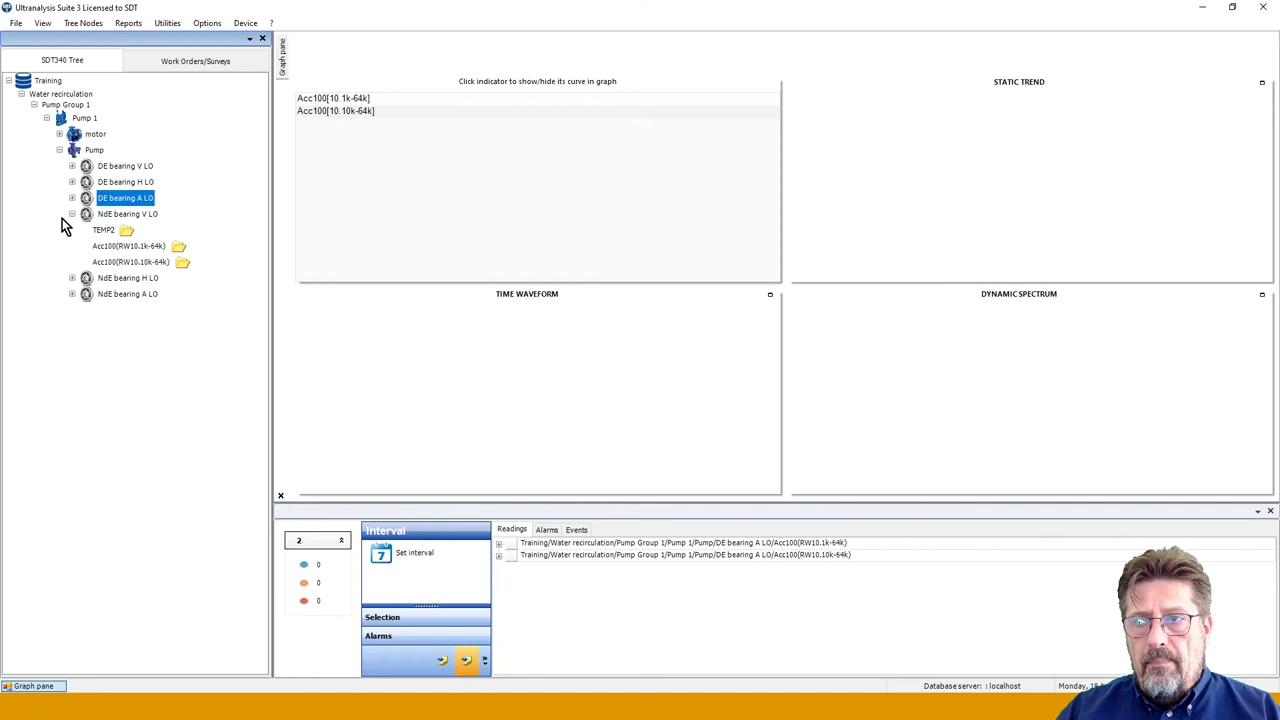 Ultranalysis Suite 3 Licensed to SDT
File View Tree Nodes Reports Utilities Options Device ?
SDT340 Tree Work Orders/Surveys
Training
Water recirculation
Pump Group 1
Pump 1
motor
Pump
DE bearing V LO
DE bearing H LO
DE bearing A LO
NdE bearing V LO
TEMP2
Acc100(RW10.1k-64k)
Acc100(RW10.10k-64k)
NdE bearing H LO
NdE bearing A LO
Graph pane
Click indicator to show/hide its curve in graph
Acc100[10.1k-64k]
Acc100[10.10k-64k]
STATIC TREND
TIME WAVEFORM
DYNAMIC SPECTRUM
2
0
0
0
Interval
7 Set interval
Selection
Alarms
Readings Alarms Events
Training/Water recirculation/Pump Group 1/Pump 1/Pump/DE bearing A LO/Acc100(RW10.1k-64k)
Training/Water recirculation/Pump Group 1/Pump 1/Pump/DE bearing A LO/Acc100(RW10.10k-64k)
Graph pane
Database server: : localhost
Monday, 19